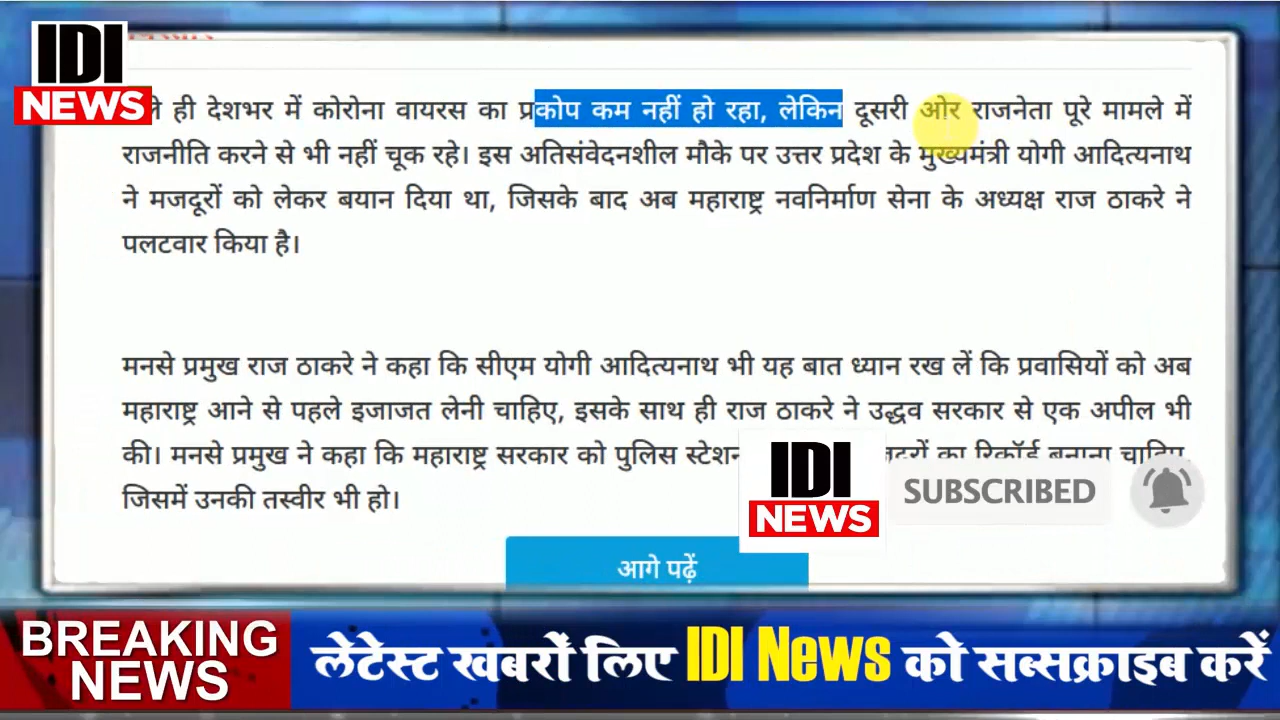 IDI
NEWS
ही देशभर में कोरोना वायरस का प्रकोप कम नहीं हो रहा, लेकिन दूसरी ओर राजनेता पूरे मामले में
राजनीति करने से भी नहीं चूक रहे। इस अतिसंवेदनशील मौके पर उत्तर प्रदेश के मुख्यमंत्री योगी आदित्यनाथ
ने मजदूरों को लेकर बयान दिया था, जिसके बाद अब महाराष्ट्र नवनिर्माण सेना के अध्यक्ष राज ठाकरे ने
पलटवार किया है।
मनसे प्रमुख राज ठाकरे ने कहा कि सीएम योगी आदित्यनाथ भी यह बात ध्यान रख लें कि प्रवासियों को अब
महाराष्ट्र आने से पहले इजाजत लेनी चाहिए, इसके साथ ही राज ठाकरे ने उद्धव सरकार से एक अपील भी
की। मनसे प्रमुख ने कहा कि महाराष्ट्र सरकार को पुलिस स्टेशन का रिकॉर्ड बनाना चाहिए,
जिसमें उनकी तस्वीर भी हो।
IDI
NEWS
SUBSCRIBED
आगे पढ़ें
BREAKING
NEWS
लेटेस्ट खबरों लिए IDI News को सब्सक्राइब करें